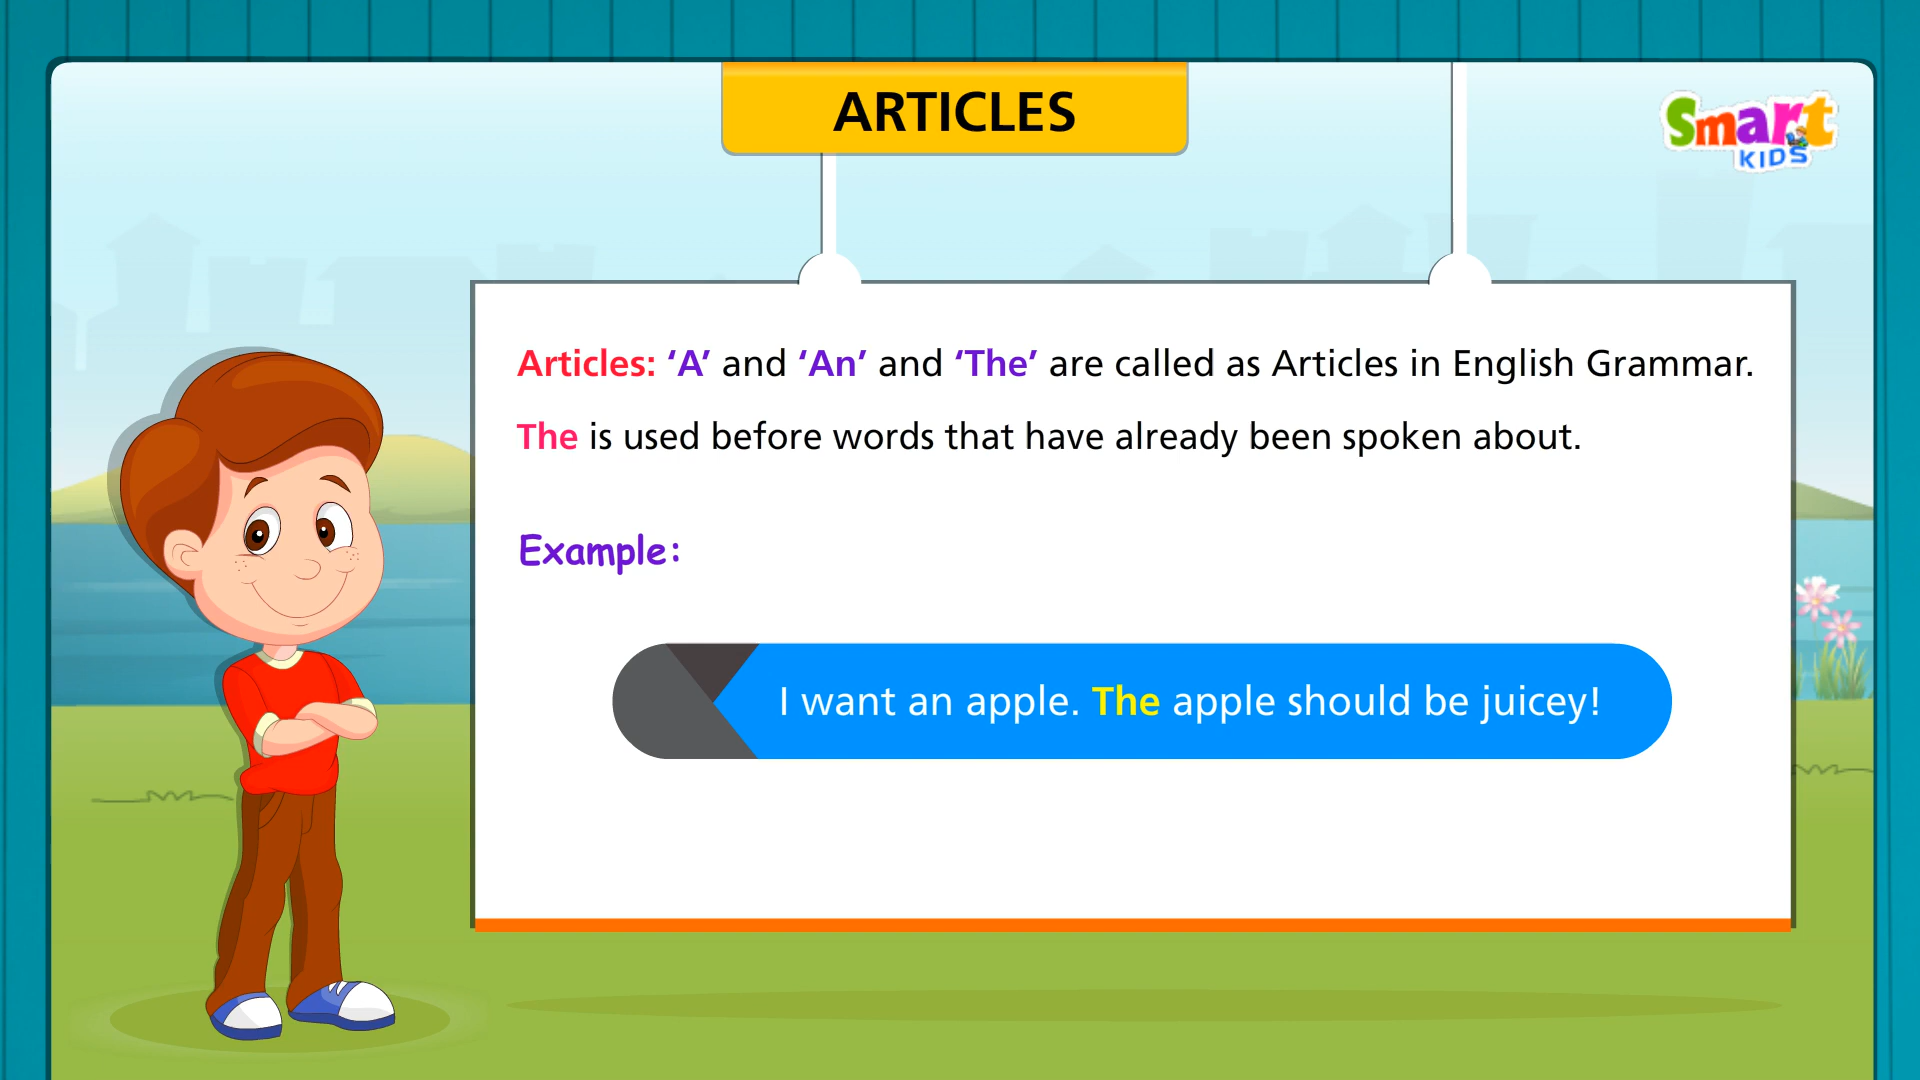 ARTICLES
Smart
KIDS
Articles: ‘A’ and ‘An’ and ‘The’ are called as Articles in English Grammar.
The is used before words that have already been spoken about.
Example:
I want an apple. The apple should be juicey!